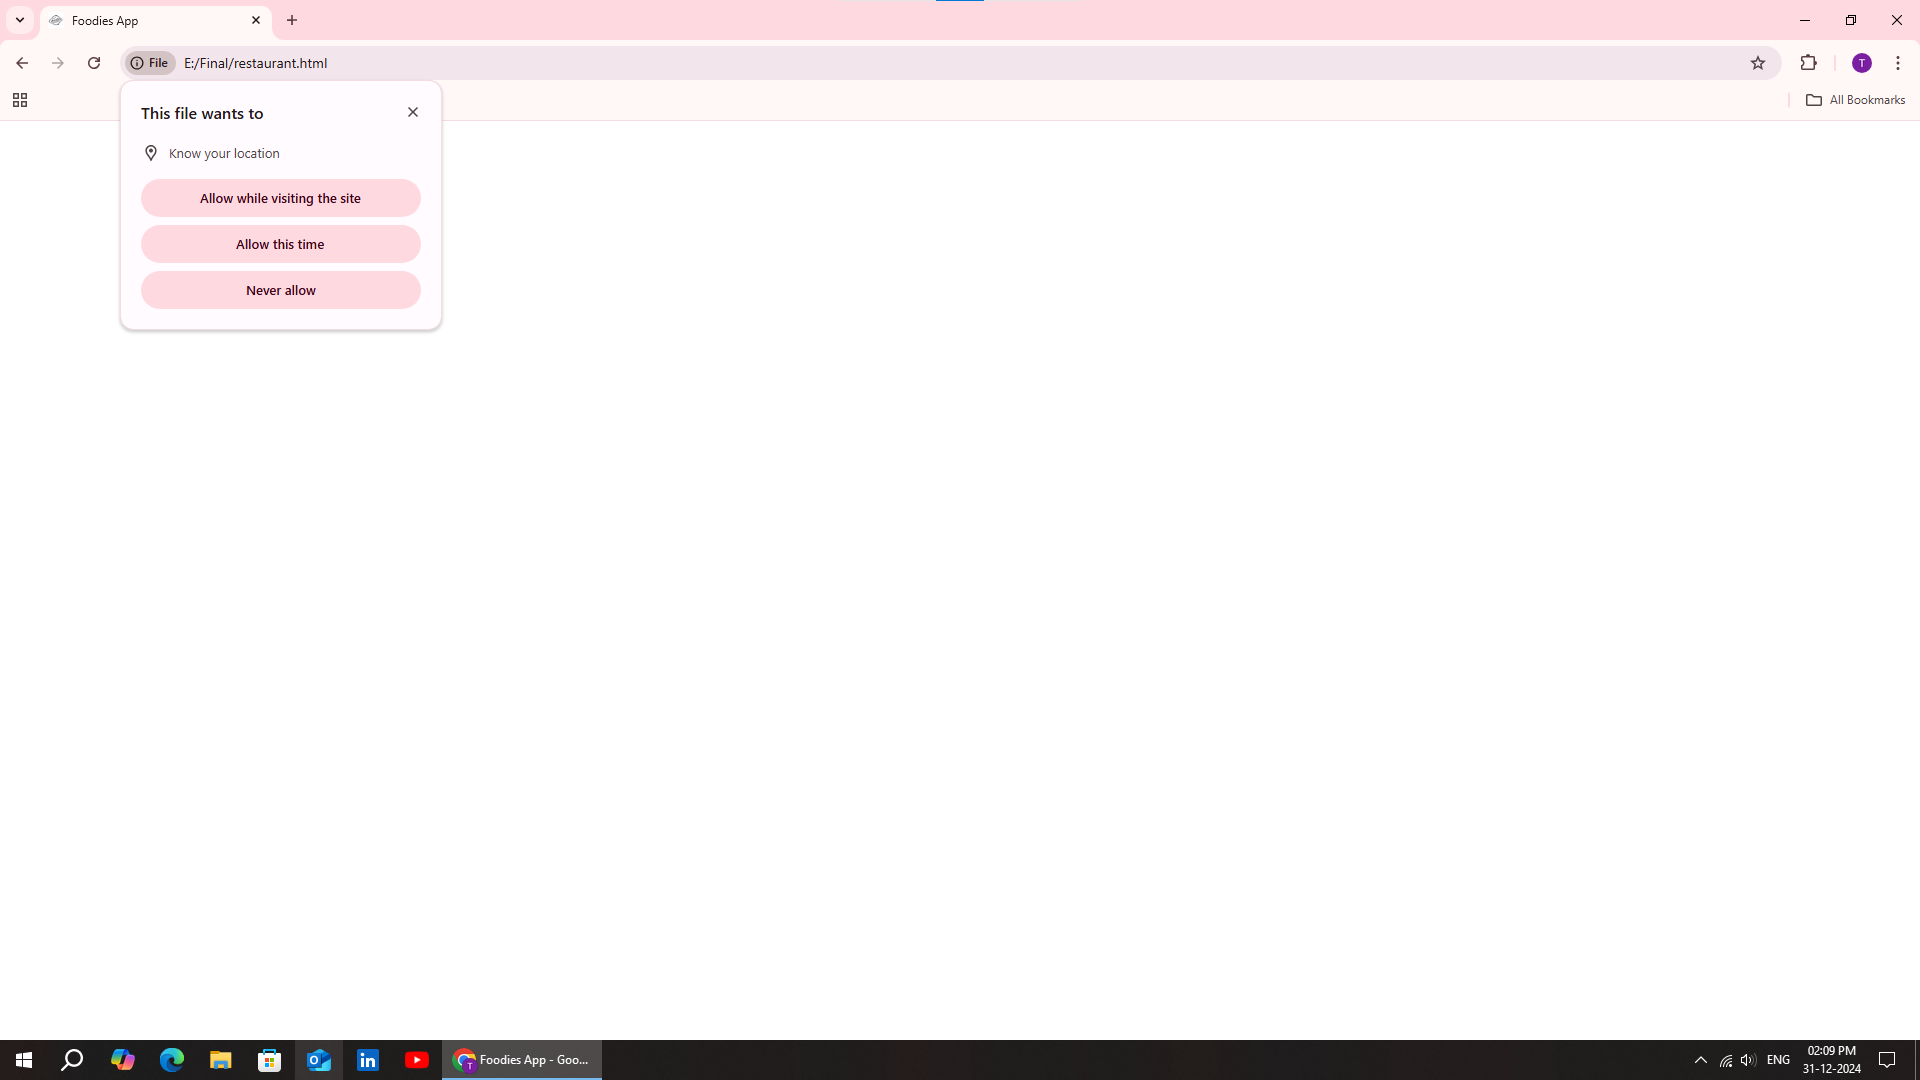 Foodies App
File
E:/Final/restaurant.html
All Bookmarks
This file wants to
Know your location
Allow while visiting the site
Allow this time
Never allow
T
Foodies App - Goo...
ENG
02:09 PM
31-12-2024